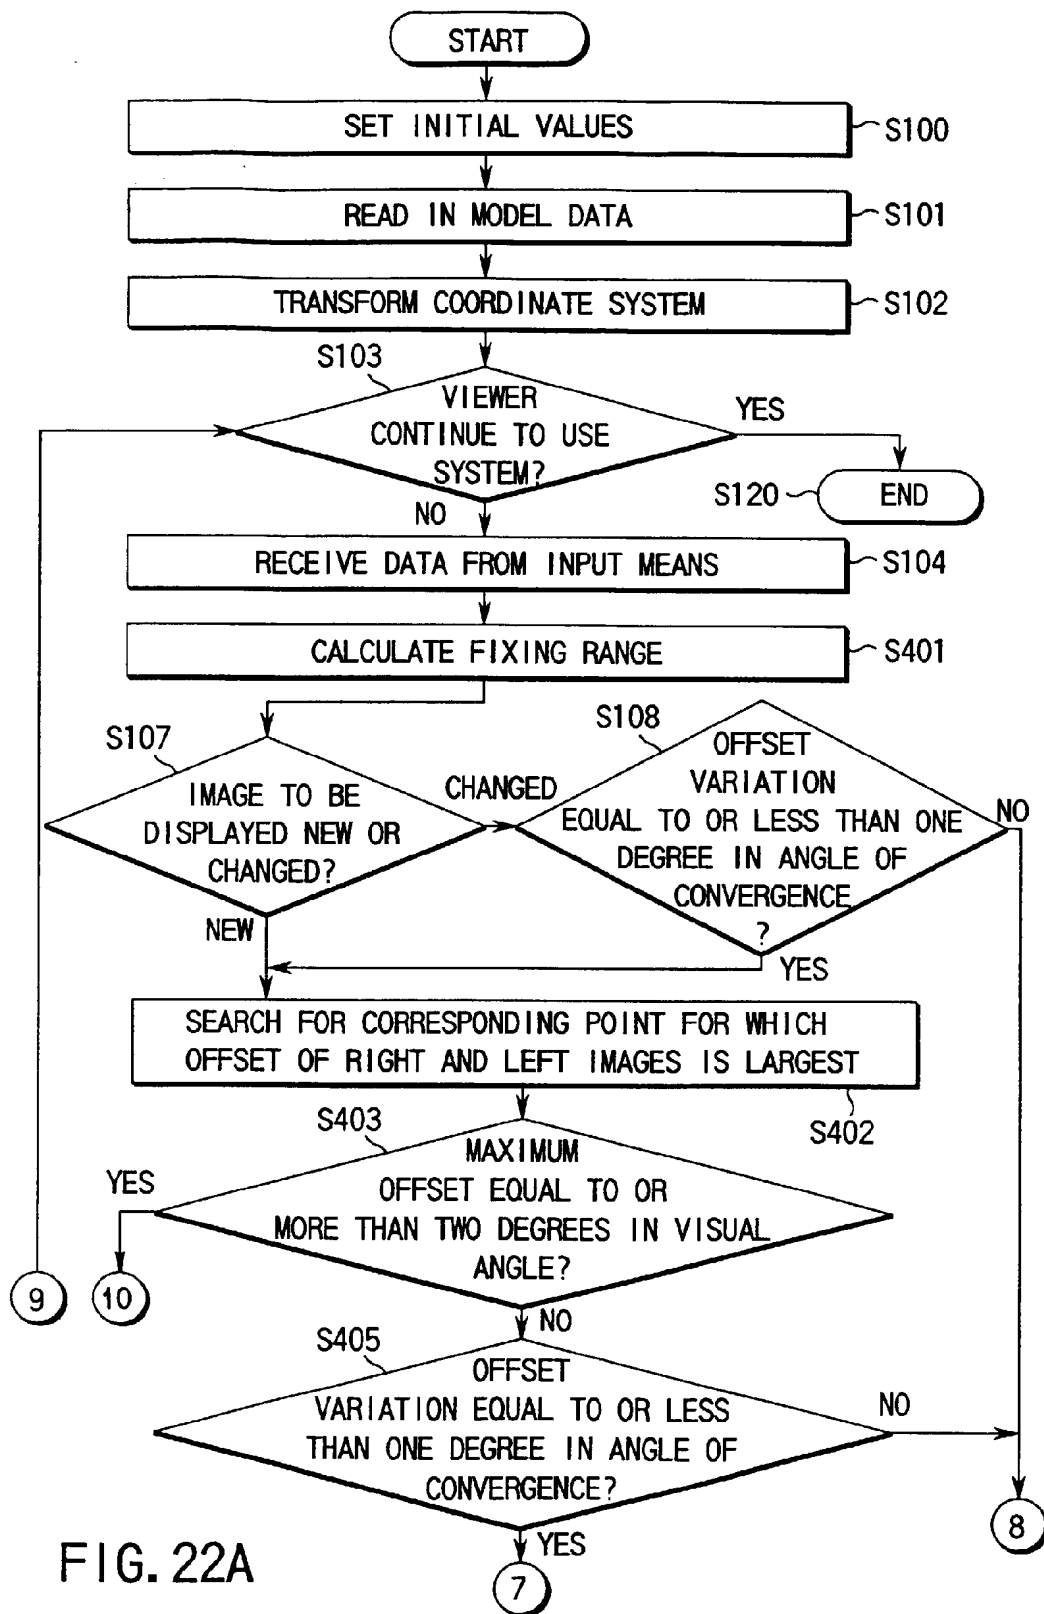 START
SET INITIAL VALUES
S100
READ IN MODEL DATA
S101
TRANSFORM COORDINATE SYSTEM
S102
S103
VIEWER
CONTINUE TO USE
SYSTEM?
YES
S120
END
NO
RECEIVE DATA FROM INPUT MEANS
S104
CALCULATE FIXING RANGE
S401
S107
IMAGE TO BE
DISPLAYED NEW OR
CHANGED?
CHANGED
S108
OFFSET
VARIATION
EQUAL TO OR LESS THAN ONE
DEGREE IN ANGLE OF
CONVERGENCE
?
NO
NEW
YES
SEARCH FOR CORRESPONDING POINT FOR WHICH
OFFSET OF RIGHT AND LEFT IMAGES IS LARGEST
S402
S403
MAXIMUM
OFFSET EQUAL TO OR
MORE THAN TWO DEGREES IN VISUAL
ANGLE?
YES
9
10
NO
S405
OFFSET
VARIATION EQUAL TO OR LESS
THAN ONE DEGREE IN ANGLE OF
CONVERGENCE?
NO
8
YES
7
FIG. 22A